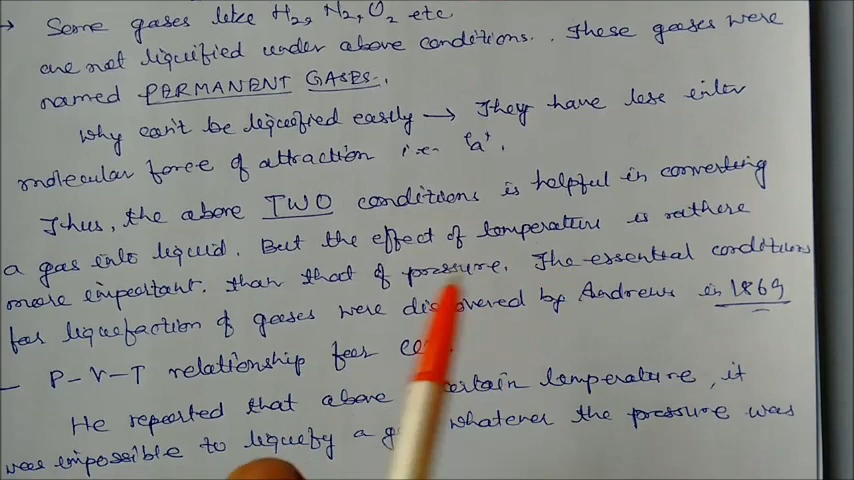 → Some gases like H2, N2, O2 etc
are not liquified under above conditions. These gases were
named PERMANENT GASES.
Why can't be liquefied easily → They have less inter
molecular force of attraction i.e. 'a'.
Thus, the above TWO conditions is helpful in converting
a gas into liquid. But the effect of temperature is rathere
more important. than that of pressure. The essential conditions
for liquefaction of gases were discovered by Andrews in 1869
– P-V-T relationship for
He reported that above certain temperature, it
was impossible to liquefy a whatever the pressure was